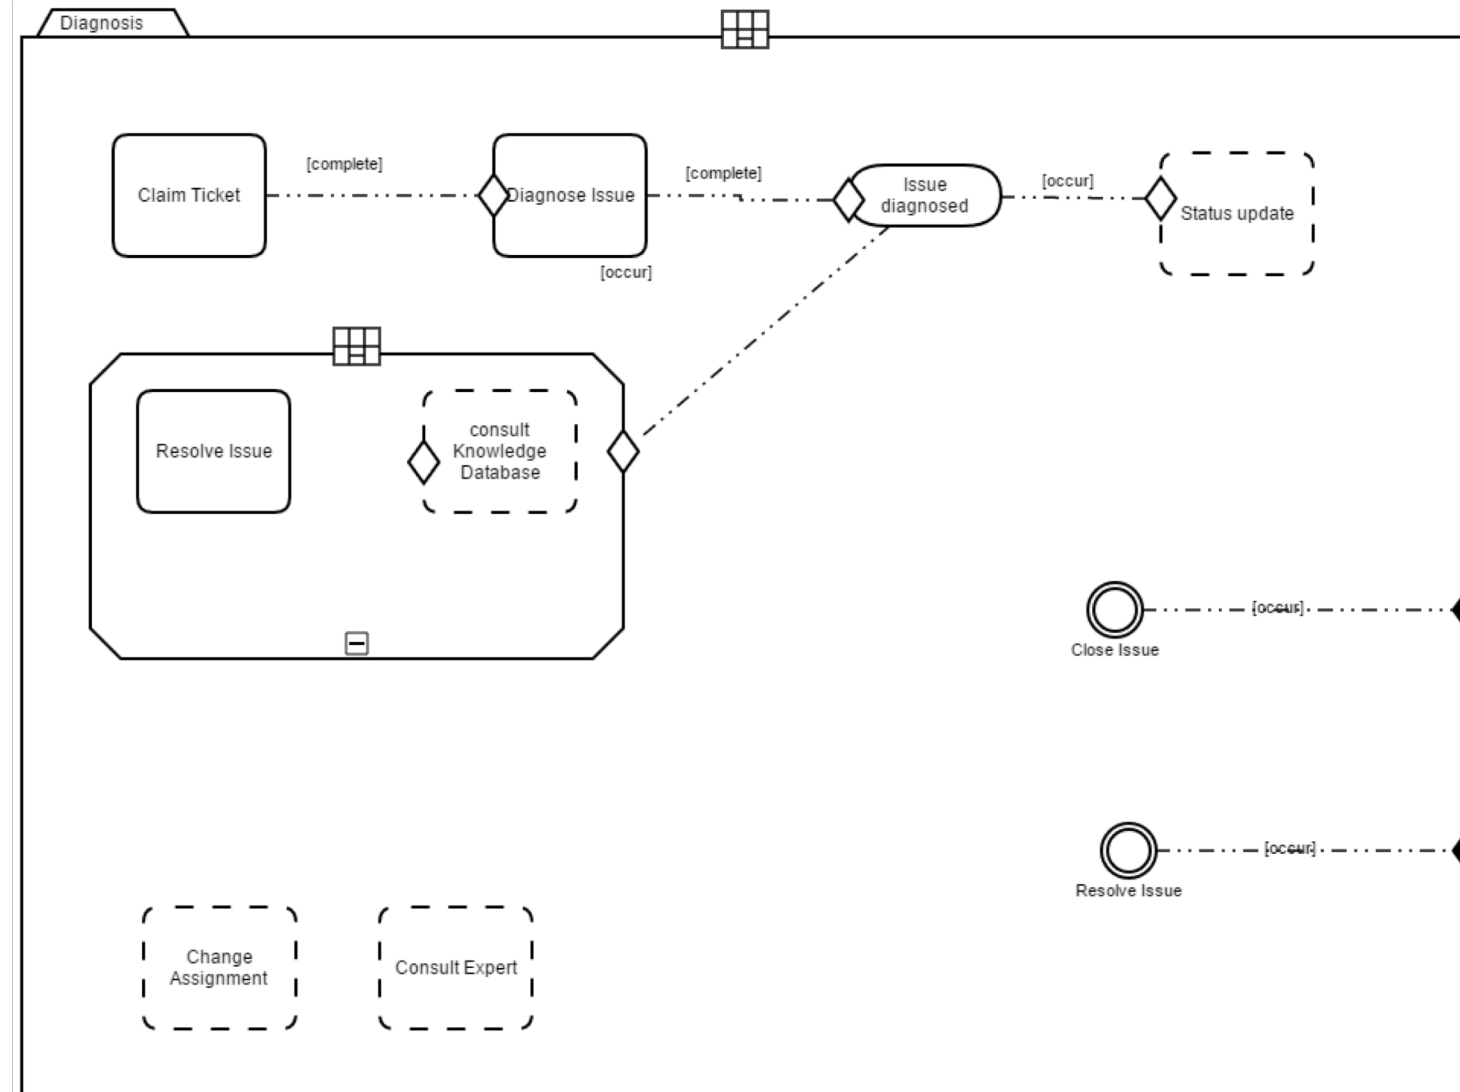 Diagnosis
[complete]
[complete]
Claim Ticket
Diagnose Issue
Issue
diagnosed
[occur]
Status update
[occur]
Resolve Issue
consult
Knowledge
Database
[occur]
Close Issue
[occur]
Resolve Issue
Change
Assignment
Consult Expert